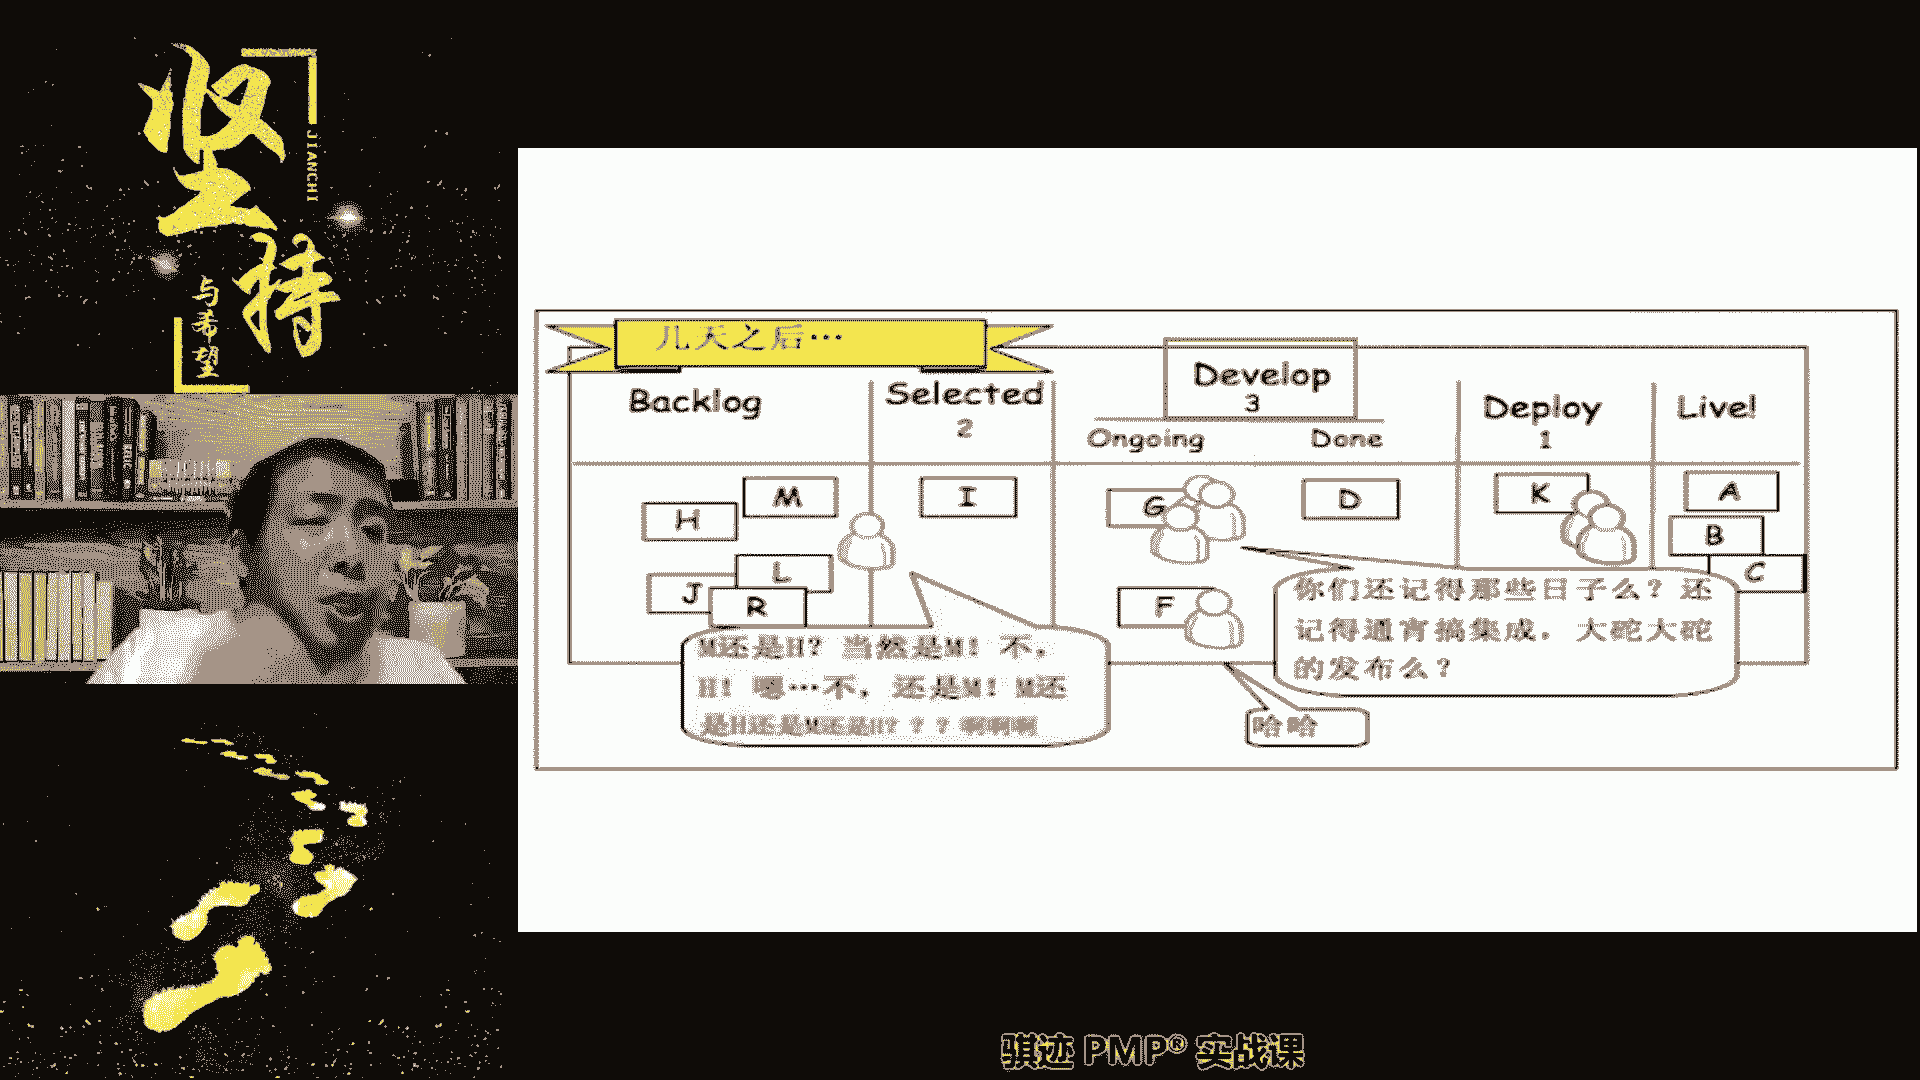 坚持
JIANCHI
与希望
几天之后…
Backlog
Selected
2
Develop
3
Ongoing
Done
Deploy
1
Live!
H
M
J
L
R
I
G
F
D
K
A
B
C
M还是H? 当然是M! 不,
H! 嗯…不, 还是M! M还
是H还是M还是H? ? ? 啊啊啊
你们还记得那些日子么? 还
记得通宵搞集成, 大砣大砣
的发布么?
哈哈
骐迹 PMP® 实战课